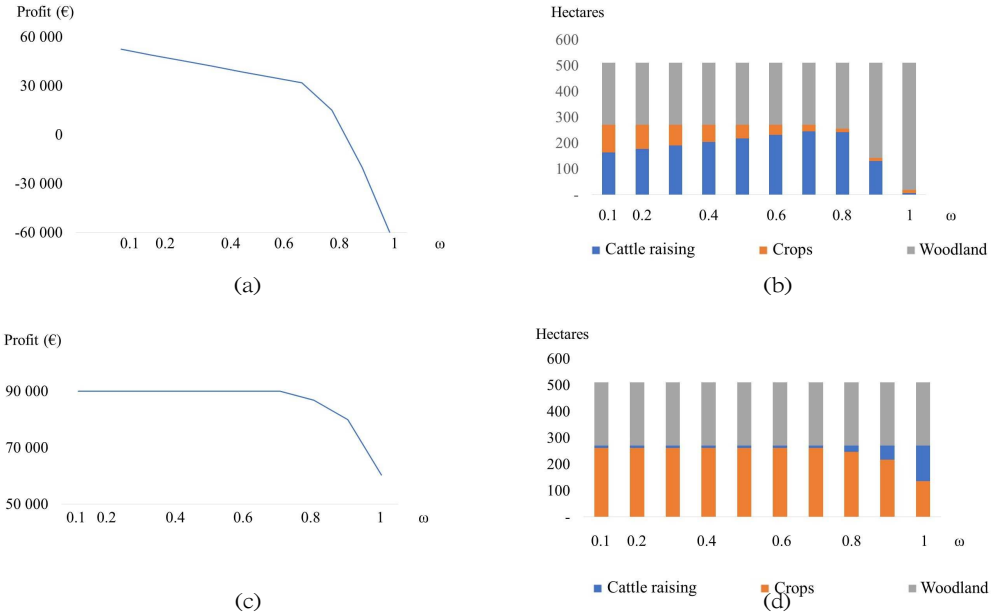 Profit (€)
60 000
30 000
0
-30 000
-60 000
0.1 0.2 0.4 0.6 0.8 1 ω
(a)
Hectares
600
500
400
300
200
100
-
0.1 0.2 0.4 0.6 0.8 1 ω
Cattle raising Crops Woodland
(b)
Profit (€)
90 000
70 000
50 000
0.1 0.2 0.4 0.6 0.8 1 ω
(c)
Hectares
600
500
400
300
200
100
-
0.1 0.2 0.4 0.6 0.8 1 ω
Cattle raising Crops Woodland
(d)